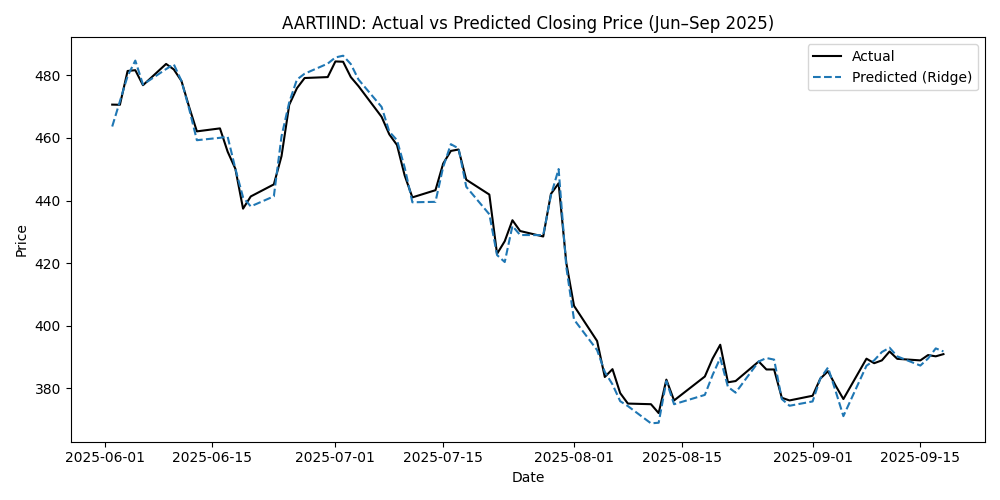 AARTIIND: Actual vs Predicted Closing Price (Jun–Sep 2025)
Actual
Predicted (Ridge)
Price
480
460
440
420
400
380
2025-06-01 2025-06-15 2025-07-01 2025-07-15 2025-08-01 2025-08-15 2025-09-01 2025-09-15
Date